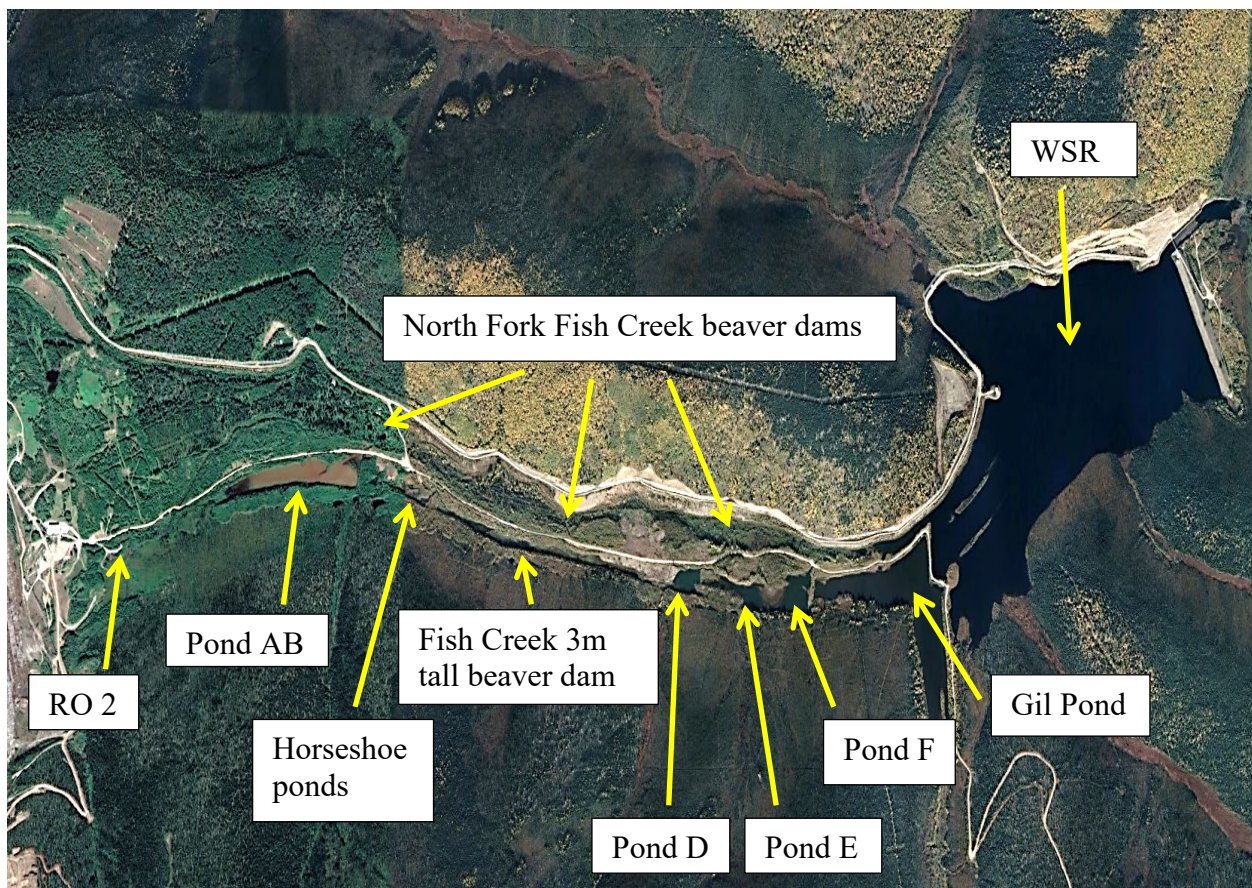 WSR
North Fork Fish Creek beaver dams
Pond AB
Fish Creek 3m
tall beaver dam
RO 2
Horseshoe
ponds
Gil Pond
Pond F
Pond D
Pond E